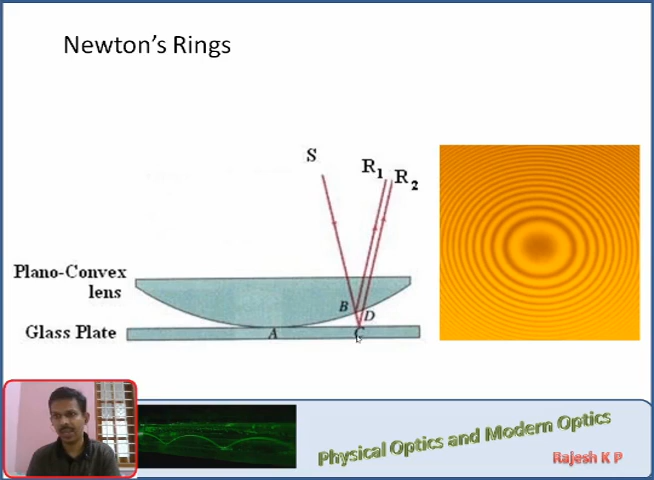 Newton's Rings
S
R1
R2
Plano-Convex
lens
B
D
Glass Plate
A
C
Physical Optics and Modern Optics
Rajesh K P